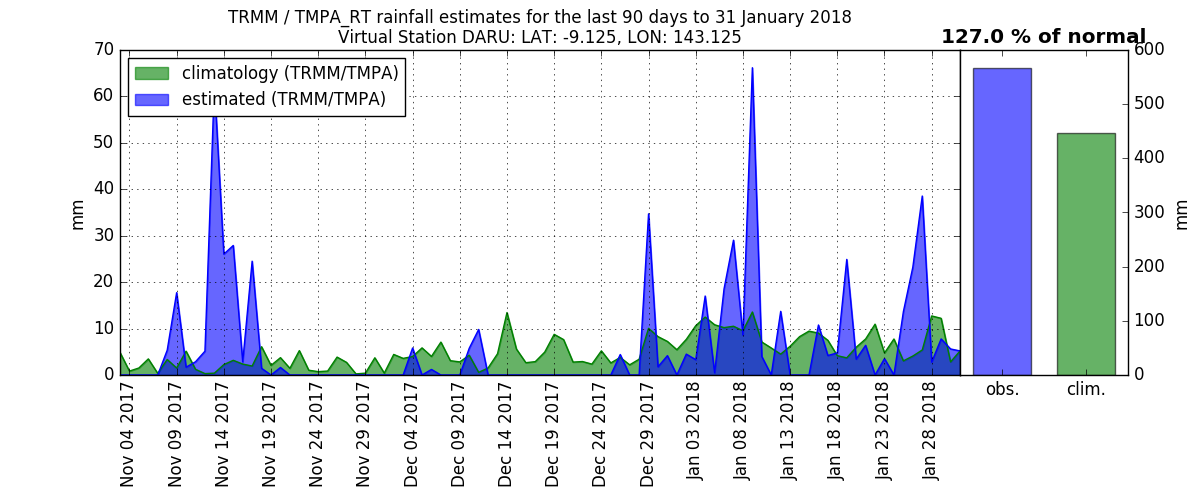 TRMM / TMPA_RT rainfall estimates for the last 90 days to 31 January 2018
Virtual Station DARU: LAT: -9.125, LON: 143.125
127.0 % of normal
climatology (TRMM/TMPA)
estimated (TRMM/TMPA)
mm
70
60
50
40
30
20
10
0
Nov 04 2017
Nov 09 2017
Nov 14 2017
Nov 19 2017
Nov 24 2017
Nov 29 2017
Dec 04 2017
Dec 09 2017
Dec 14 2017
Dec 19 2017
Dec 24 2017
Dec 29 2017
Jan 03 2018
Jan 08 2018
Jan 13 2018
Jan 18 2018
Jan 23 2018
Jan 28 2018
obs.
clim.
600
500
400
300
200
100
0
mm